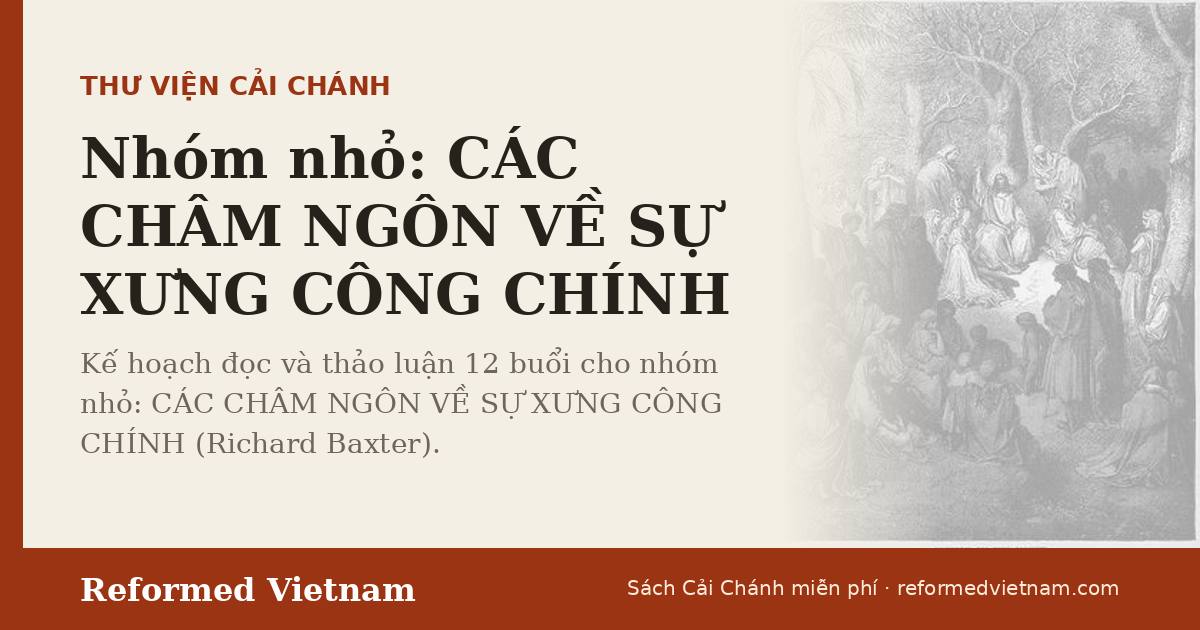 THƯ VIỆN CẢI CHÁNH
Nhóm nhỏ: CÁC
CHÂM NGÔN VỀ SỰ
XƯNG CÔNG CHÍNH
Kế hoạch đọc và thảo luận 12 buổi cho nhóm
nhỏ: CÁC CHÂM NGÔN VỀ SỰ XƯNG CÔNG
CHÍNH (Richard Baxter).
Reformed Vietnam
Sách Cải Chánh miễn phí · reformedvietnam.com